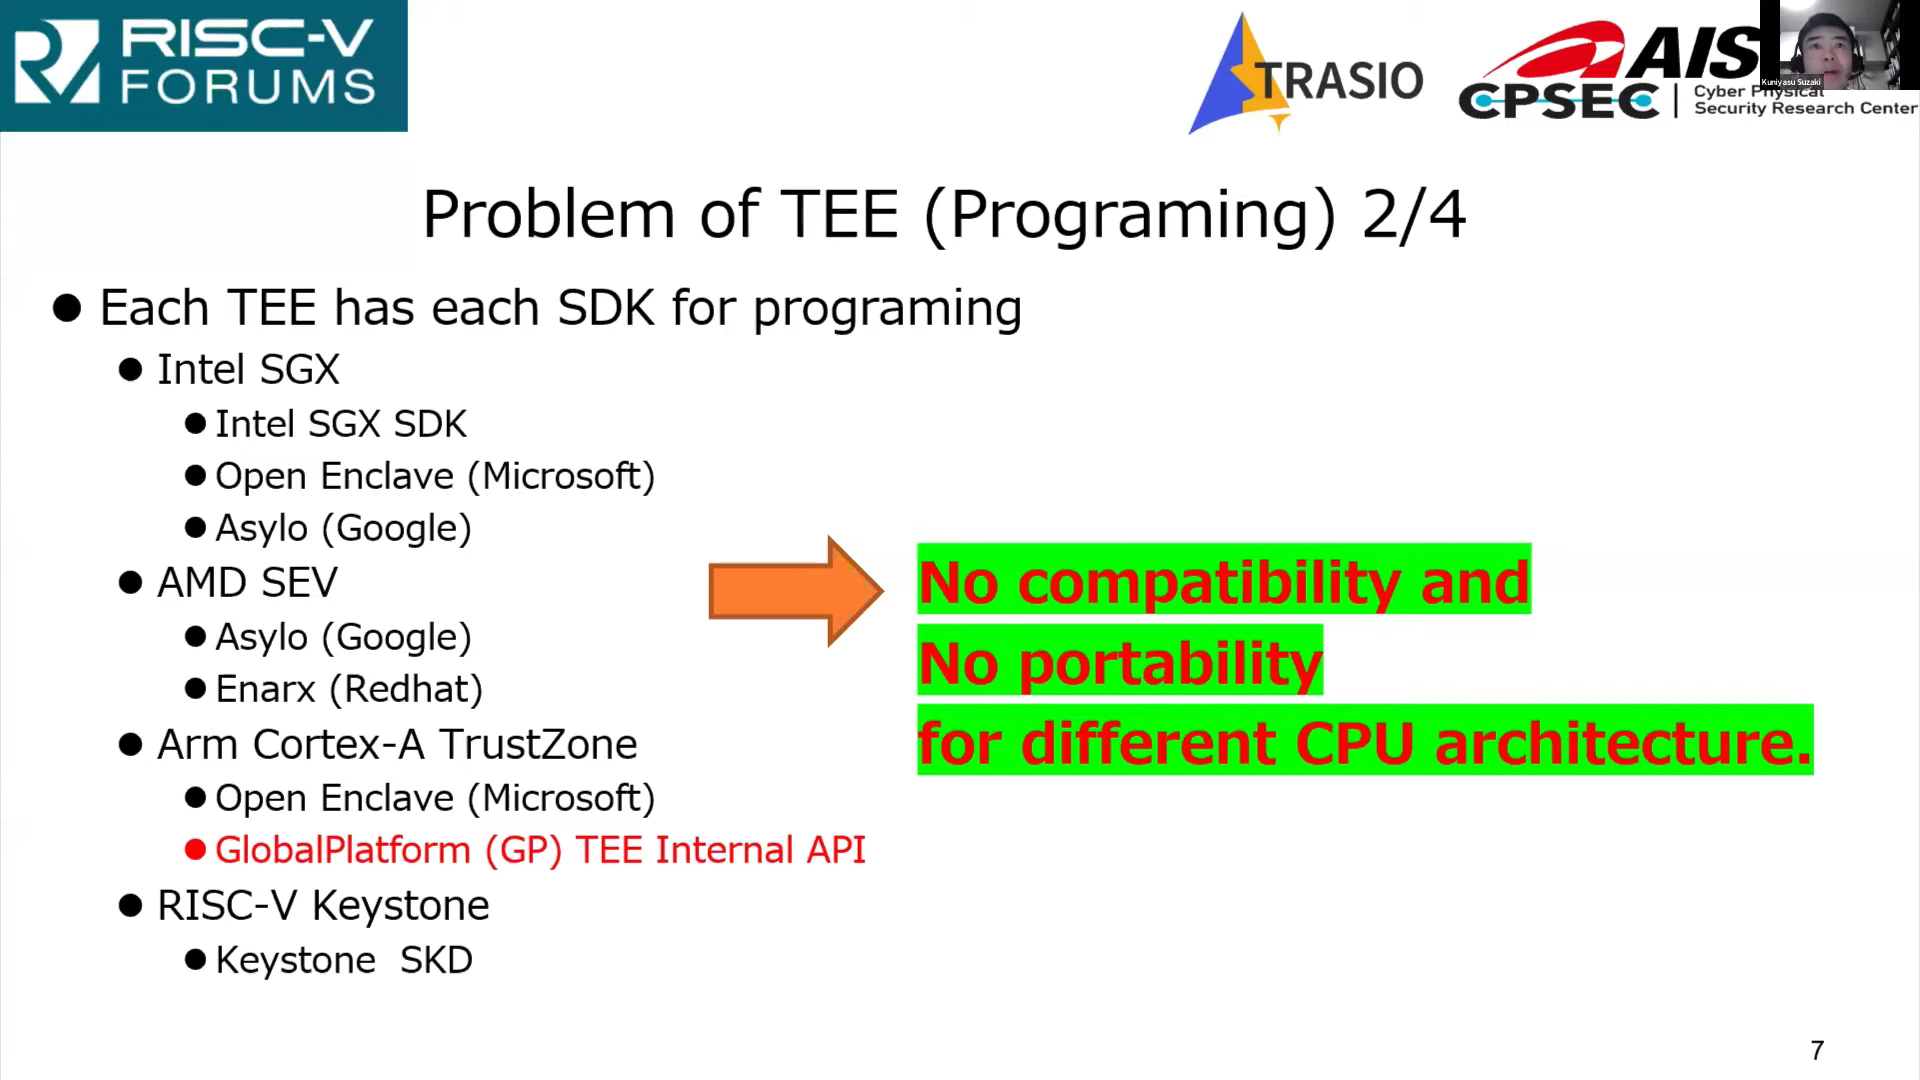 RISC-V
FORUMS
TRASIO
AIS
Kuniyasu Suzaki
CPSEC
Cyber Physical
Security Research Center
Problem of TEE (Programing) 2/4
● Each TEE has each SDK for programing
● Intel SGX
● Intel SGX SDK
● Open Enclave (Microsoft)
● Asylo (Google)
● AMD SEV
● Asylo (Google)
● Enarx (Redhat)
● Arm Cortex-A TrustZone
● Open Enclave (Microsoft)
● GlobalPlatform (GP) TEE Internal API
● RISC-V Keystone
● Keystone  SKD
No compatibility and
No portability
for different CPU architecture.
7